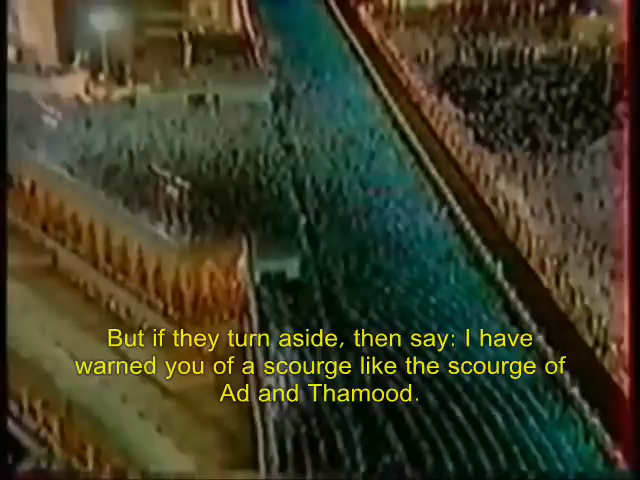 But if they turn aside, then say: I have
warned you of a scourge like the scourge of
Ad and Thamood.